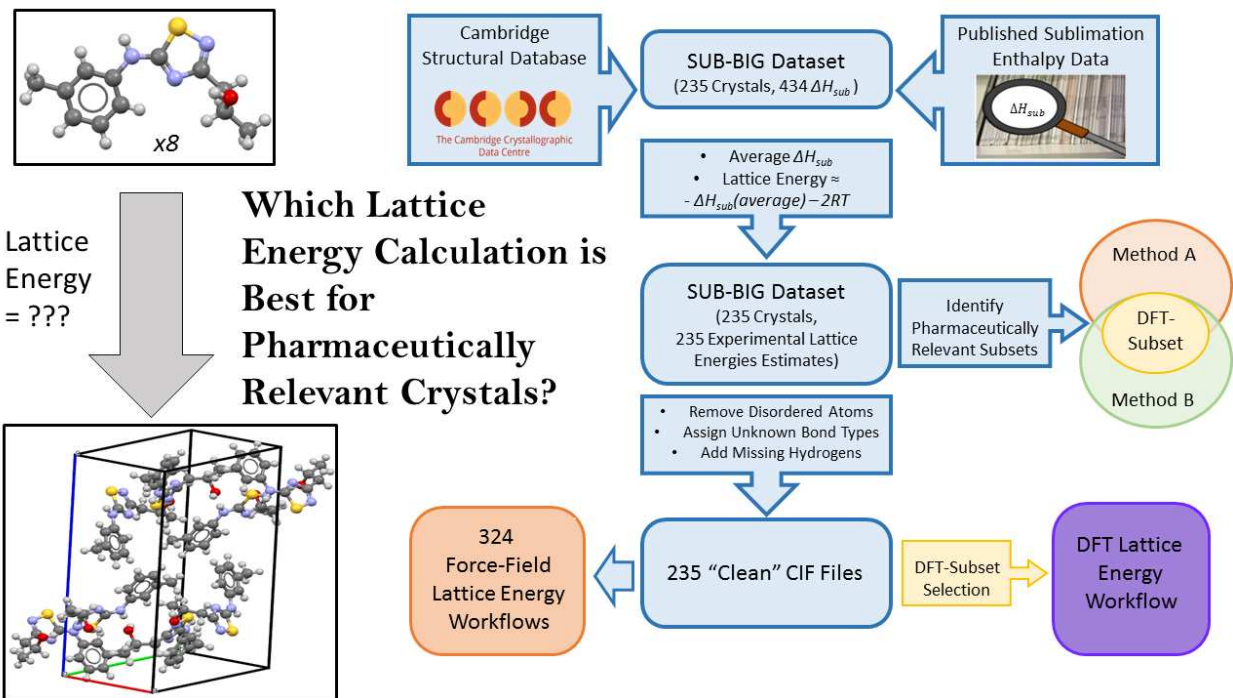 x8
Lattice
Energy
= ???
Which Lattice
Energy Calculation is
Best for
Pharmaceutically
Relevant Crystals?
Cambridge
Structural Database
The Cambridge Crystallographic
Data Centre
SUB-BIG Dataset
(235 Crystals, 434 ΔHsub)
Published Sublimation
Enthalpy Data
ΔHsub
• Average ΔHsub
• Lattice Energy ≈
- ΔHsub(average) – 2RT
SUB-BIG Dataset
(235 Crystals,
235 Experimental Lattice
Energies Estimates)
Identify
Pharmaceutically
Relevant Subsets
Method A
DFT-
Subset
Method B
• Remove Disordered Atoms
• Assign Unknown Bond Types
• Add Missing Hydrogens
324
Force-Field
Lattice Energy
Workflows
235 “Clean” CIF Files
DFT-Subset
Selection
DFT Lattice
Energy
Workflow